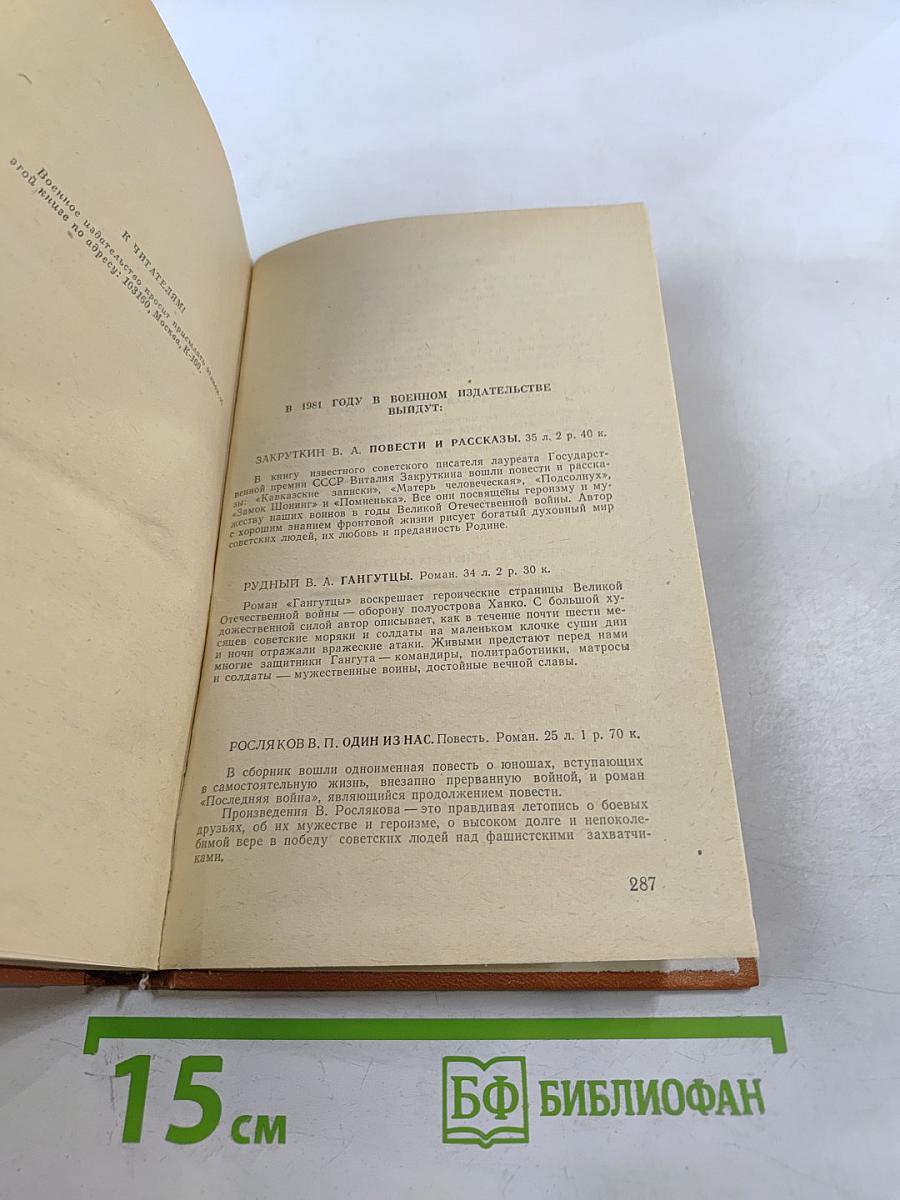 К ЧИТАТЕЛЯМ!
Военное издательство просит присылать отзывы об
этой книге по адресу: 103160, Москва, К-160.
В 1981 ГОДУ В ВОЕННОМ ИЗДАТЕЛЬСТВЕ
ВЫЙДУТ:
ЗАКРУТКИН В. А. ПОВЕСТИ И РАССКАЗЫ. 35 л. 2 р. 40 к.
В книгу известного советского писателя лауреата Государст-
венной премии СССР Виталия Закруткина вошли повести и расска-
зы: «Кавказские записки», «Матерь человеческая», «Подсолнух»,
«Замок Шонинг» и «Помненька». Все они посвящены героизму и му-
жеству наших воинов в годы Великой Отечественной войны. Автор
с хорошим знанием фронтовой жизни рисует богатый духовный мир
советских людей, их любовь и преданность Родине.
РУДНЫЙ В. А. ГАНГУТЦЫ. Роман. 34 л. 2 р. 30 к.
Роман «Гангутцы» воскрешает героические страницы Великой
Отечественной войны — оборону полуострова Ханко. С большой ху-
дожественной силой автор описывает, как в течение почти шести ме-
сяцев советские моряки и солдаты на маленьком клочке суши дни
и ночи отражали вражеские атаки. Живыми предстают перед нами
многие защитники Гангута — командиры, политработники, матросы
и солдаты — мужественные воины, достойные вечной славы.
РОСЛЯКОВ В. П. ОДИН ИЗ НАС. Повесть. Роман. 25 л. 1 р. 70 к.
В сборник вошли одноименная повесть о юношах, вступающих
в самостоятельную жизнь, внезапно прерванную войной, и роман
«Последняя война», являющийся продолжением повести.
Произведения В. Рослякова — это правдивая летопись о боевых
друзьях, об их мужестве и героизме, о высоком долге и непоколе-
бимой вере в победу советских людей над фашистскими захватчи-
ками,
287
15 см
БФ БИБЛИОФАН